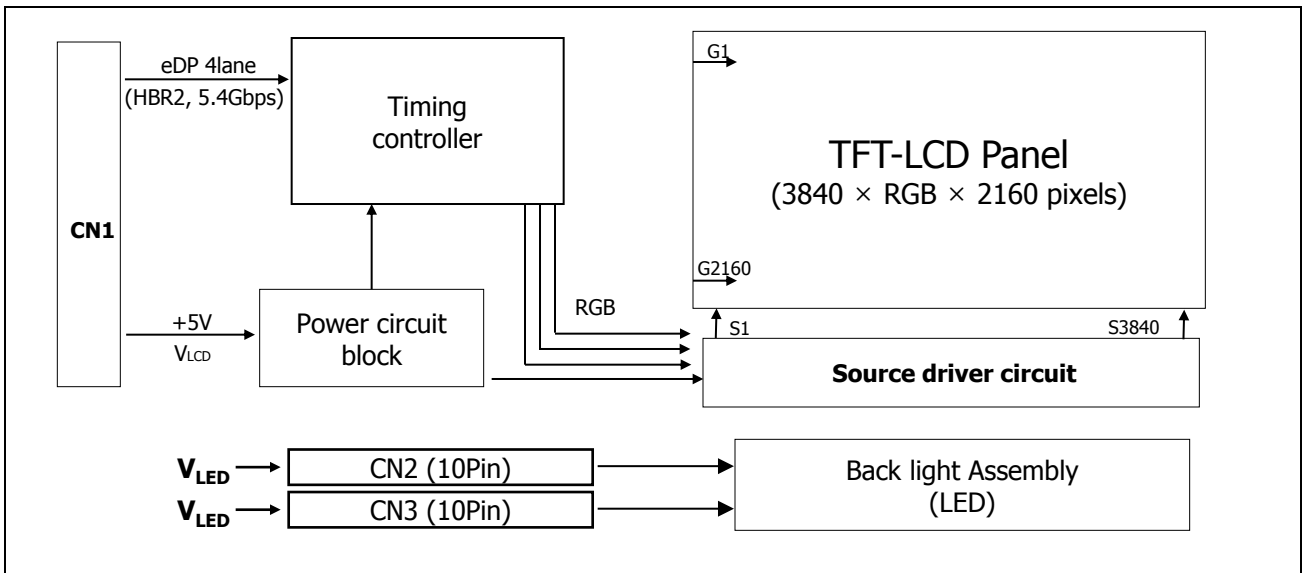 CN1
eDP 4lane
(HBR2, 5.4Gbps)
Timing
controller
G1
TFT-LCD Panel
(3840 × RGB × 2160 pixels)
G2160
+5V
VLCD
Power circuit
block
RGB
S1
S3840
Source driver circuit
VLED
CN2 (10Pin)
VLED
CN3 (10Pin)
Back light Assembly
(LED)